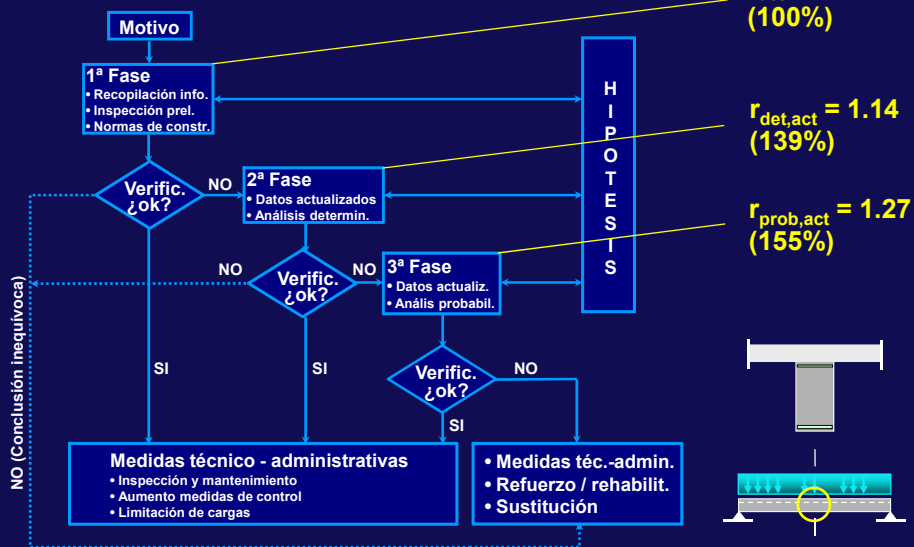 (100%)
Motivo
1ª Fase
• Recopilación info.
• Inspección prel.
• Normas de constr.
HIPOTESIS
r_det,act = 1.14
(139%)
Verific.
¿ok?
NO
2ª Fase
• Datos actualizados
• Análisis determin.
r_prob,act = 1.27
(155%)
NO
Verific.
¿ok?
NO
3ª Fase
• Datos actualiz.
• Anális probabil.
NO (Conclusión inequívoca)
SI
SI
Verific.
¿ok?
NO
SI
Medidas técnico - administrativas
• Inspección y mantenimiento
• Aumento medidas de control
• Limitación de cargas
• Medidas téc.-admin.
• Refuerzo / rehabilit.
• Sustitución